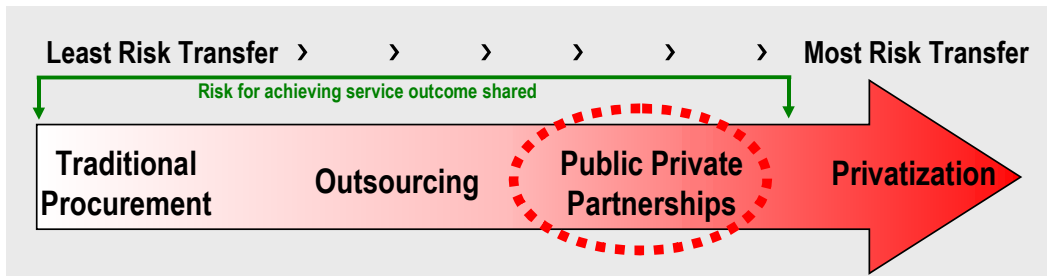 Least Risk Transfer › › › › › › Most Risk Transfer
Risk for achieving service outcome shared
Traditional
Procurement
Outsourcing
Public Private
Partnerships
Privatization